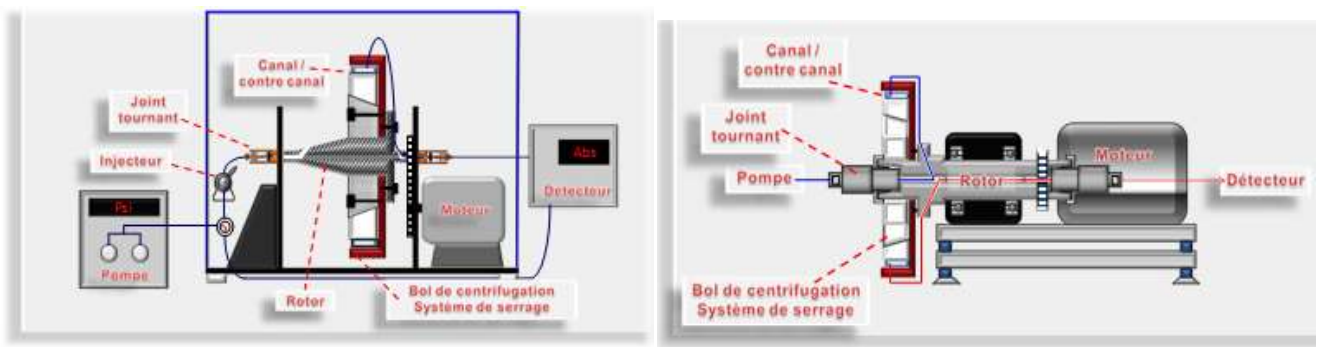 Canal /
contre canal
Joint
tournant
Injecteur
Abs
Détecteur
Moteur
Psi
Pompe
Rotor
Bol de centrifugation
Système de serrage
Canal /
contre canal
Joint
tournant
Moteur
Pompe
Rotor
Détecteur
Bol de centrifugation
Système de serrage